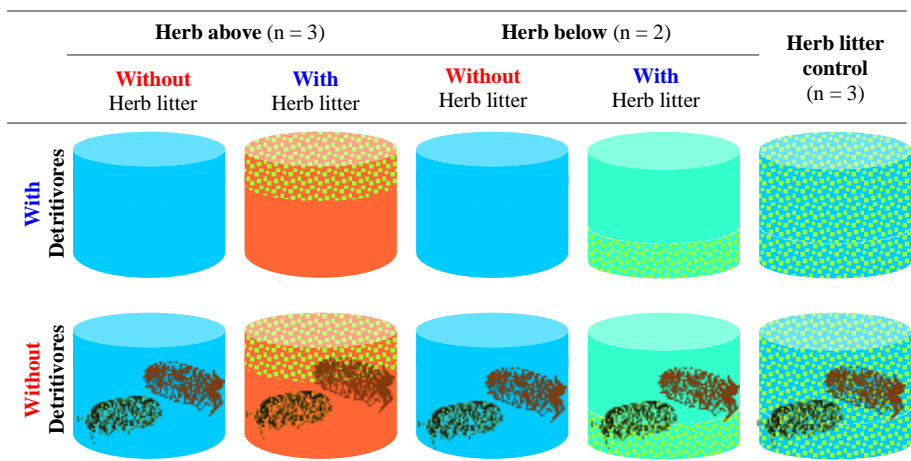 Herb above (n = 3)
Herb below (n = 2)
Herb litter
control
(n = 3)
Without
Herb litter
With
Herb litter
Without
Herb litter
With
Herb litter
With
Detritivores
Without
Detritivores